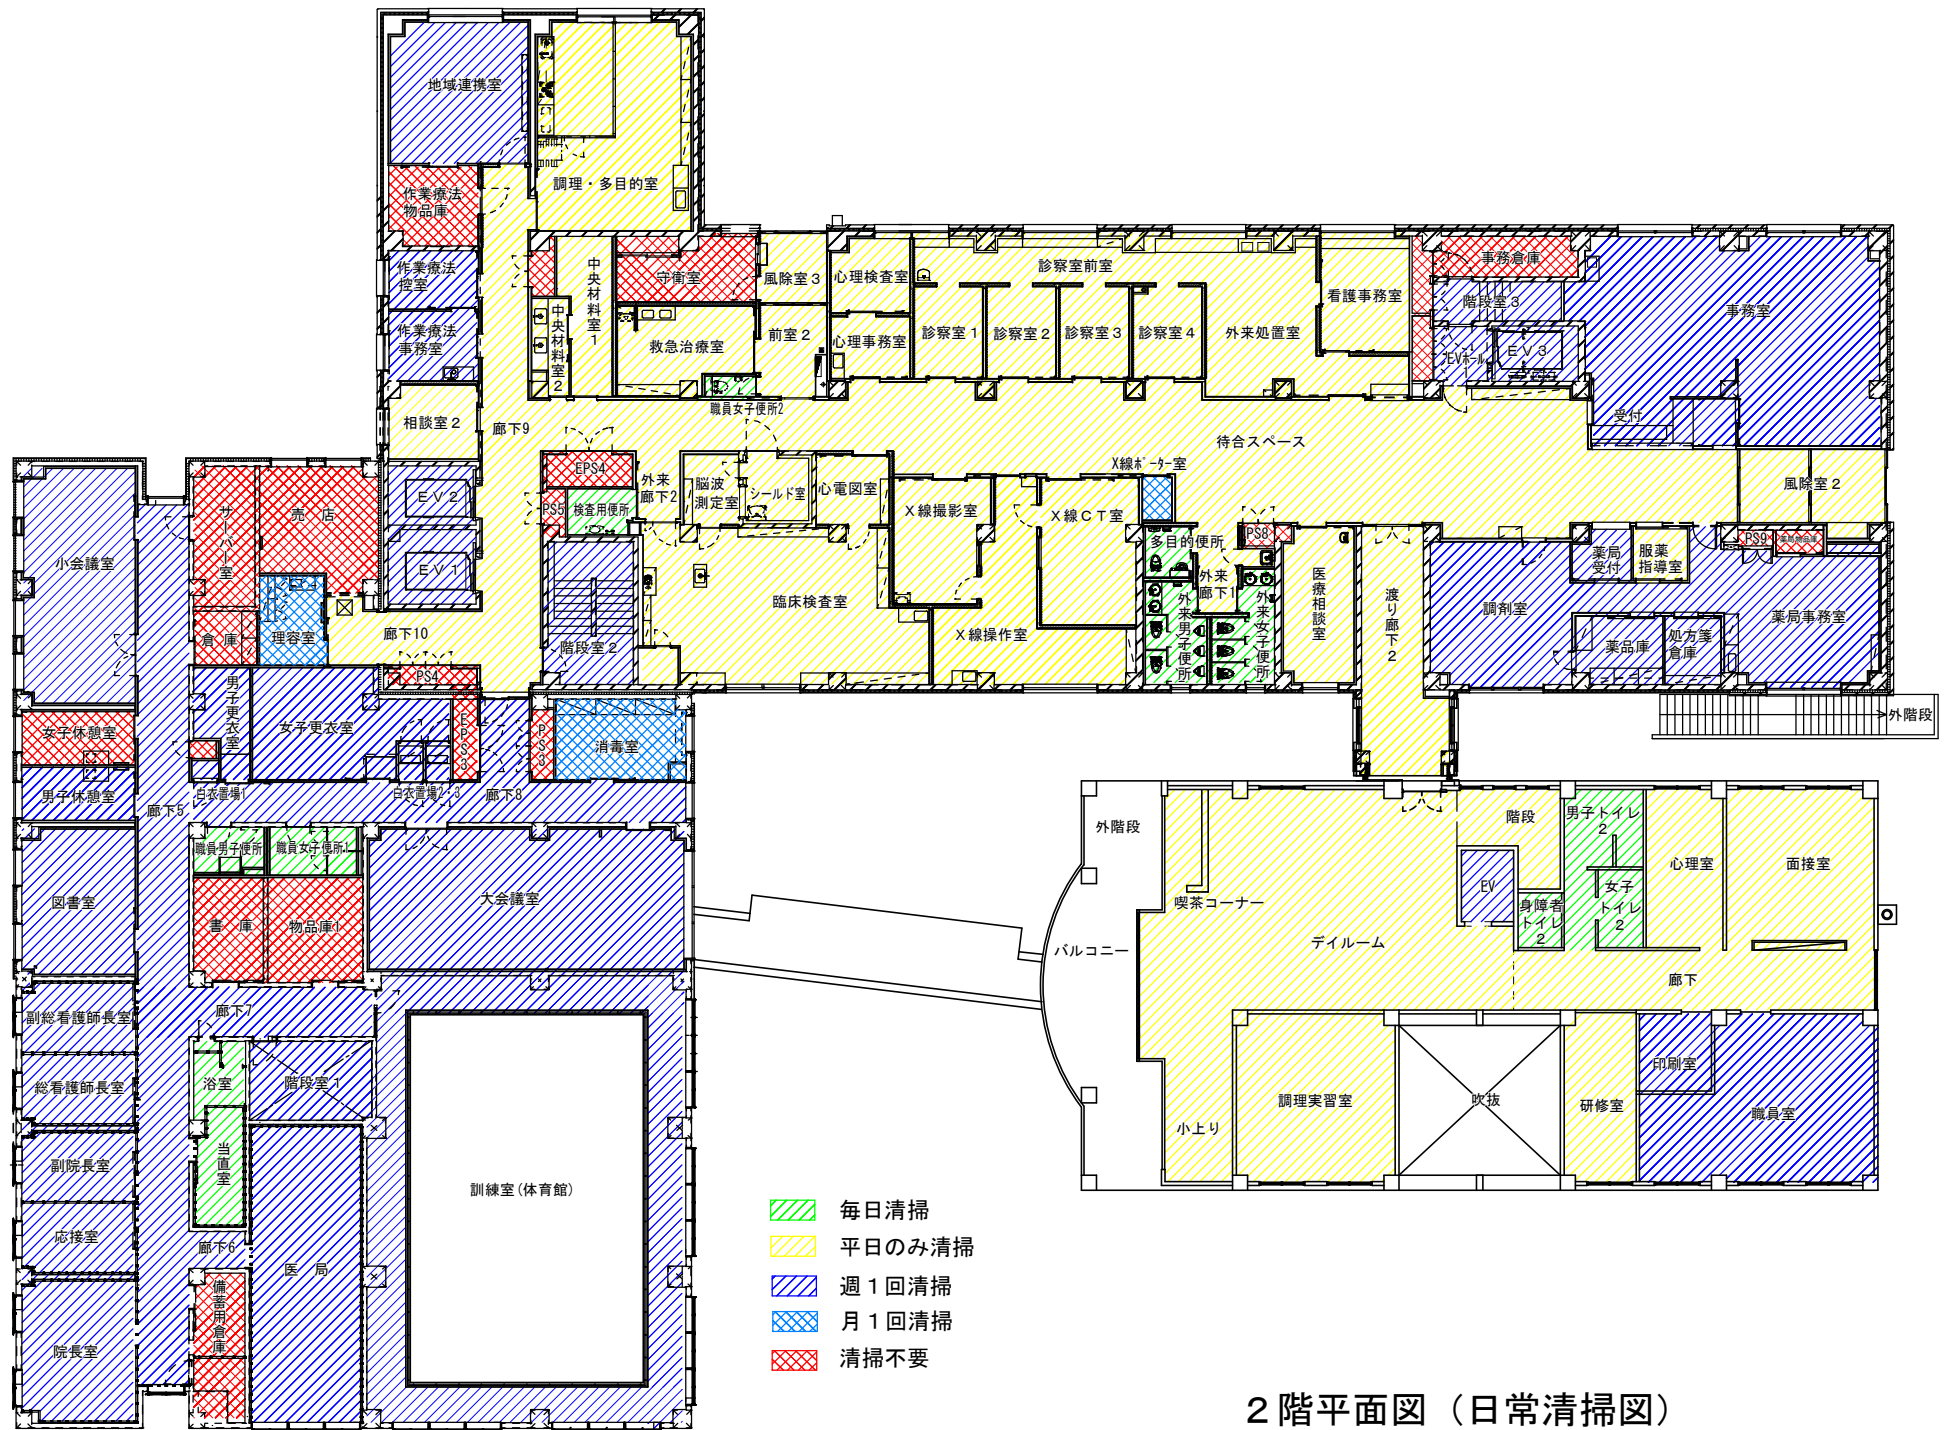 地域連携室
調理・多目的室
作業療法
物品庫
作業療法
控室
作業療法
事務室
相談室２
中央材料室１
中央材料室２
守衛室
救急治療室
職員女子便所2
風除室３
前室２
心理検査室
心理事務室
診察室前室
診察室１
診察室２
診察室３
診察室４
外来処置室
看護事務室
事務倉庫
階段室３
EVホール
1
ＥＶ３
事務室
受付
廊下9
待合スペース
X線ﾎﾟｰﾀｰ室
風除室２
EPS4
PS5
検査用便所
外来
廊下2
脳波
測定室
シールド室
心電図室
Ｘ線撮影室
Ｘ線ＣＴ室
Ｘ線操作室
臨床検査室
階段室２
多目的便所
外来
廊下1
外来男子便所
外来女子便所
PS8
医療相談室
渡り廊下２
調剤室
薬局
受付
服薬
指導室
PS9
薬局物品庫
薬局事務室
薬品庫
処方箋
倉庫
外階段
小会議室
サーバー室
売　店
ＥＶ２
ＥＶ１
倉庫
理容室
廊下10
PS4
男子更衣室
女子更衣室
EPS3
PS3
消毒室
女子休憩室
男子休憩室
廊下5
白衣置場1
白衣置場2・3
廊下8
職員男子便所
職員女子便所1
図書室
書　庫
物品庫1
大会議室
副総看護師長室
廊下7
総看護師長室
浴室
階段室１
副院長室
当直室
応接室
廊下6
医　局
備蓄用倉庫
院長室
訓練室(体育館)
外階段
バルコニー
喫茶コーナー
デイルーム
階段
EV
男子トイレ
2
身障者
トイレ
2
女子
トイレ
2
心理室
面接室
廊下
小上り
調理実習室
吹抜
研修室
印刷室
職員室
毎日清掃
平日のみ清掃
週１回清掃
月１回清掃
清掃不要
２階平面図（日常清掃図）